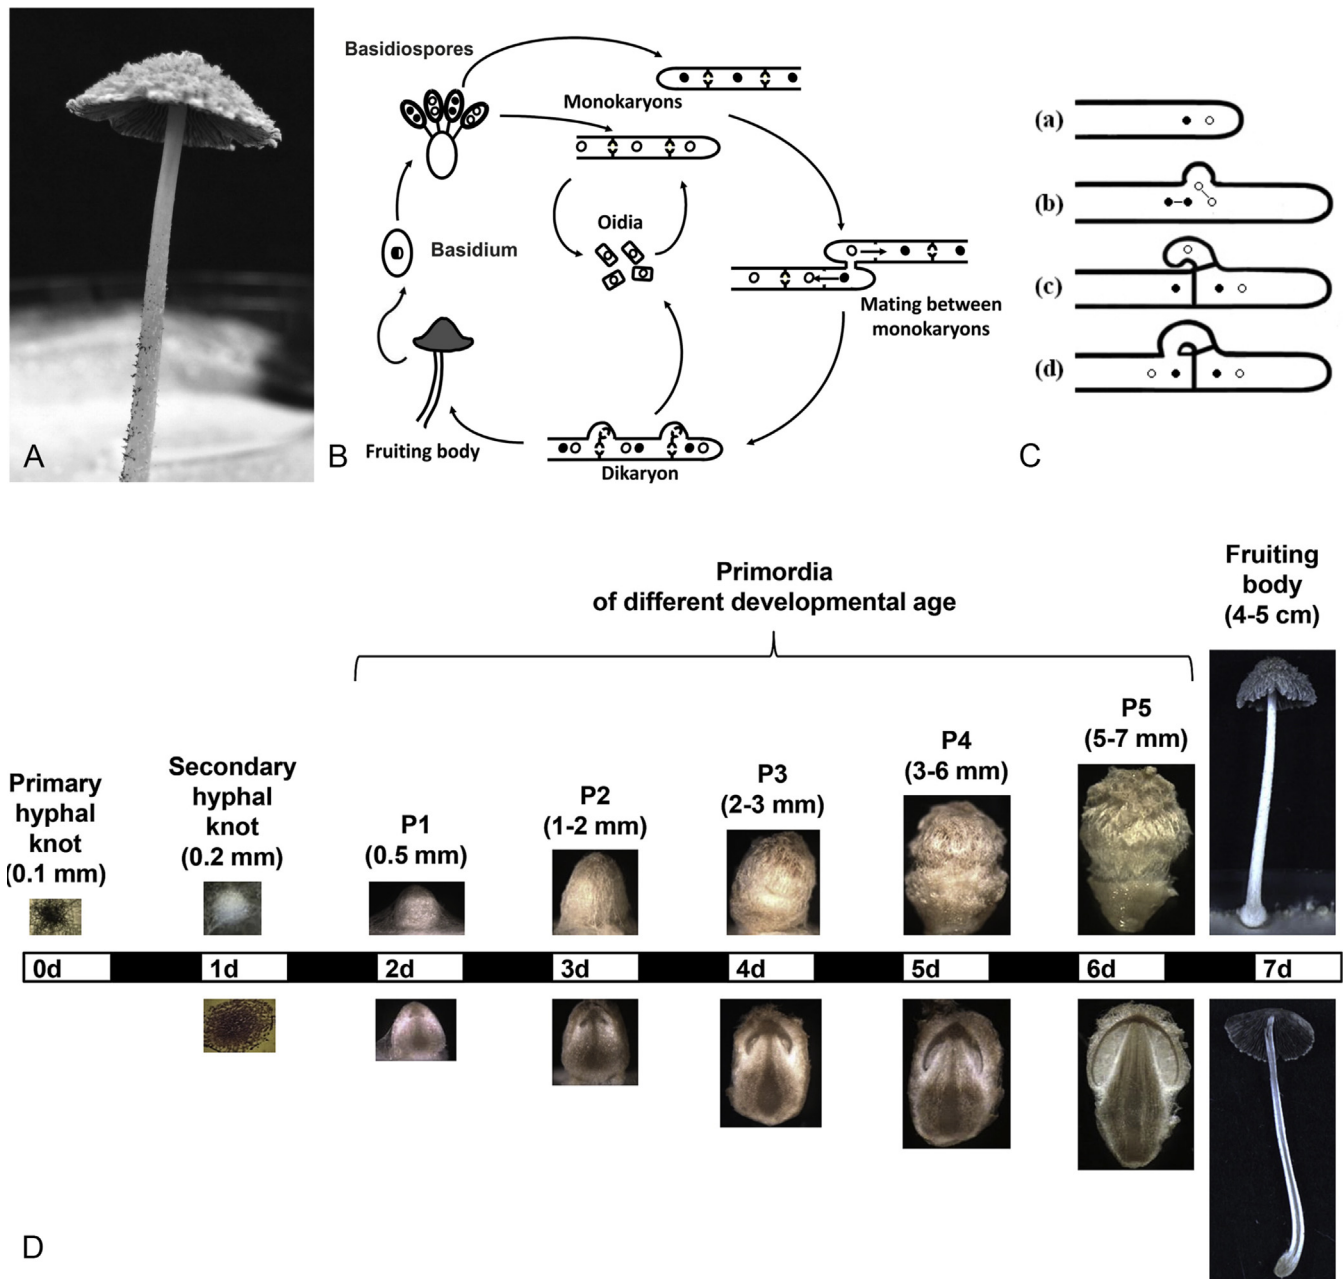 A
B
Basidiospores
Monokaryons
Oidia
Basidium
Mating between
monokaryons
Fruiting body
Dikaryon
C
(a)
(b)
(c)
(d)
Primordia
of different developmental age
Fruiting
body
(4-5 cm)
Primary
hyphal
knot
(0.1 mm)
Secondary
hyphal
knot
(0.2 mm)
P1
(0.5 mm)
P2
(1-2 mm)
P3
(2-3 mm)
P4
(3-6 mm)
P5
(5-7 mm)
0d
1d
2d
3d
4d
5d
6d
7d
D